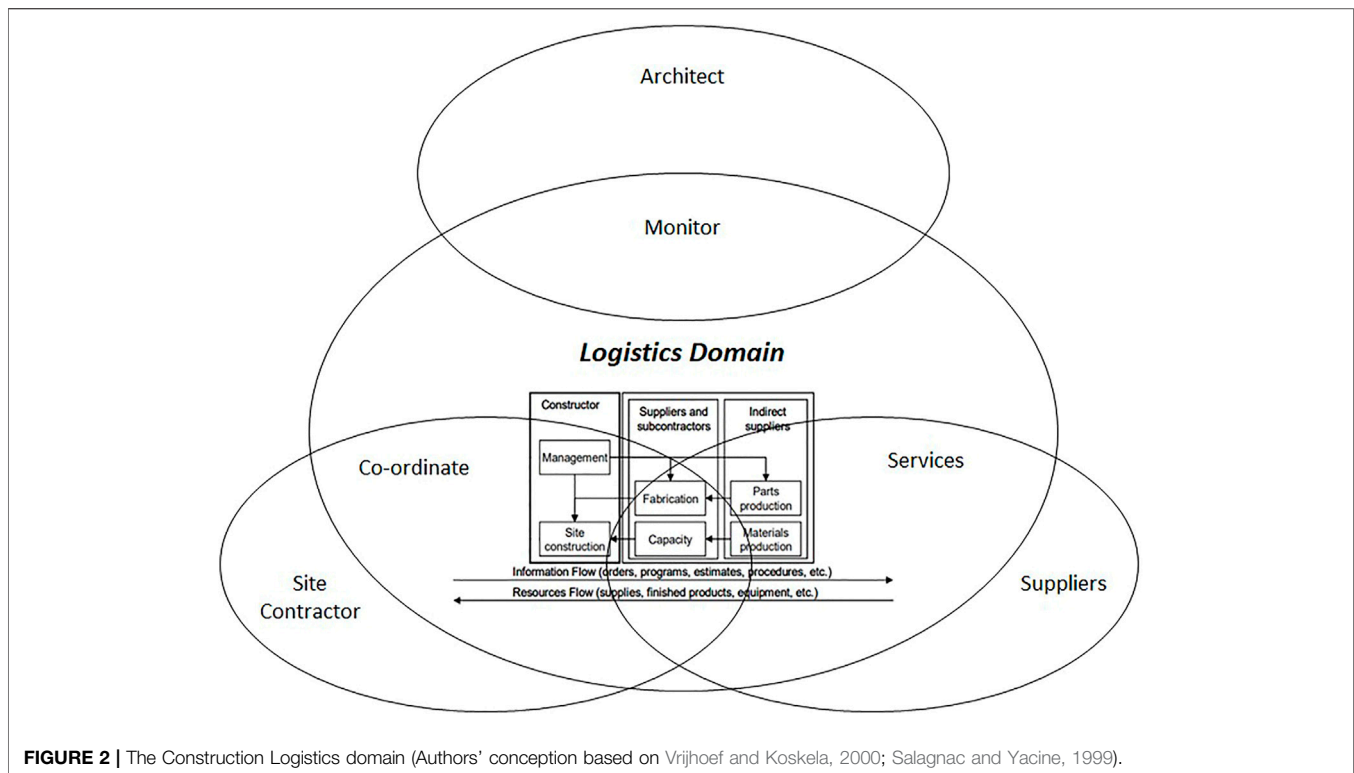 Architect
Monitor
Logistics Domain
Constructor
Suppliers and
subcontractors
Indirect
suppliers
Co-ordinate
Management
Services
Fabrication
Parts
production
Site
construction
Capacity
Materials
production
Information Flow (orders, programs, estimates, procedures, etc.)
Resources Flow (supplies, finished products, equipment, etc.)
Site
Contractor
Suppliers
FIGURE 2 | The Construction Logistics domain (Authors’ conception based on Vrijhoef and Koskela, 2000; Salagnac and Yacine, 1999).